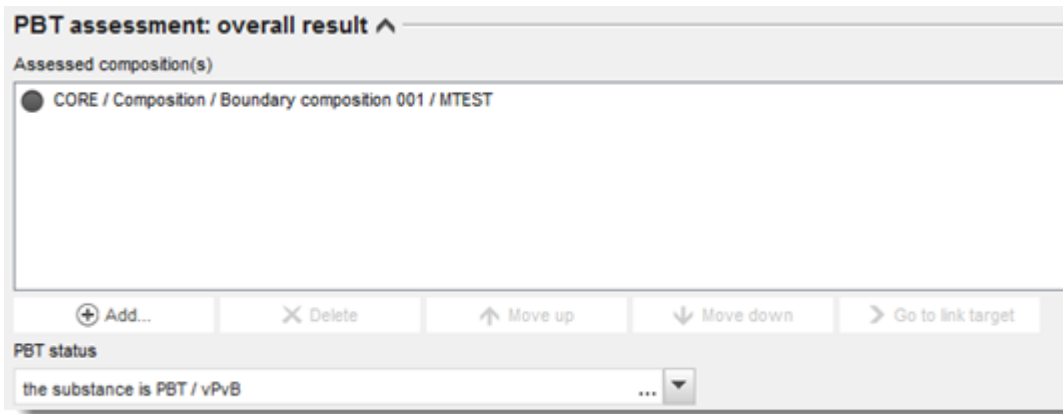 PBT assessment: overall result
Assessed composition(s)
CORE / Composition / Boundary composition 001 / MTEST
Add... Delete Move up Move down Go to link target
PBT status
the substance is PBT / vPvB ...